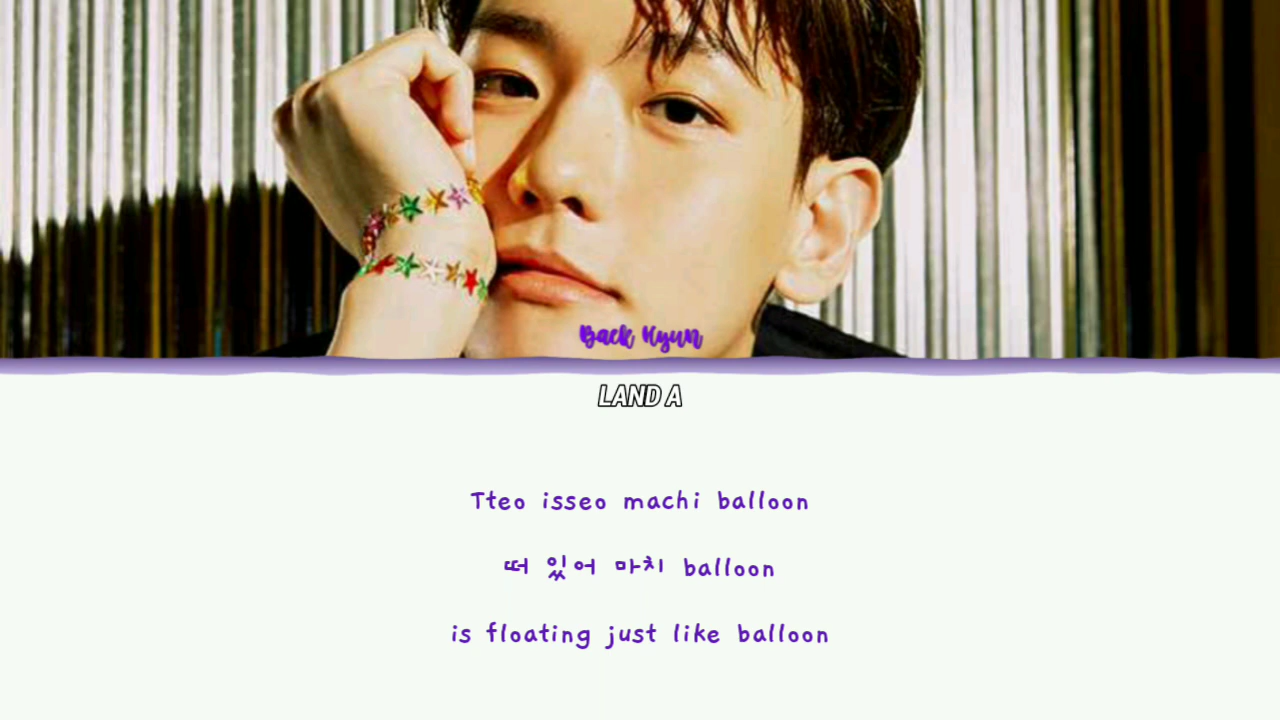 Baek Hyun
LAND A
Tteo isseo machi balloon
떠 있어 마치 balloon
is floating just like balloon